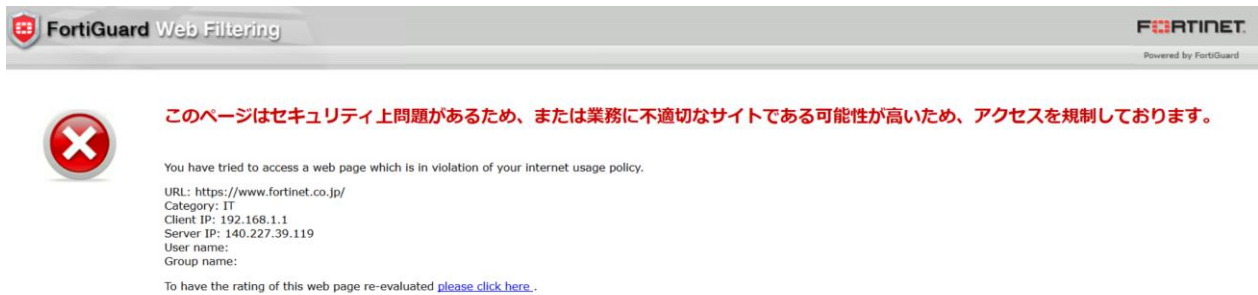 FortiGuard Web Filtering
FORTINET
Powered by FortiGuard
このページはセキュリティ上問題があるため、または業務に不適切なサイトである可能性が高いため、アクセスを規制しております。
You have tried to access a web page which is in violation of your internet usage policy.
URL: https://www.fortinet.co.jp/
Category: IT
Client IP: 192.168.1.1
Server IP: 140.227.39.119
User name:
Group name:
To have the rating of this web page re-evaluated please click here .